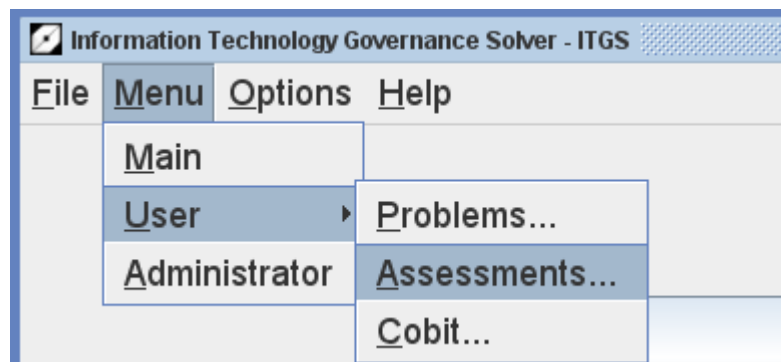 Information Technology Governance Solver - ITGS
File Menu Options Help
Main
User
Problems...
Administrator
Assessments...
Cobit...